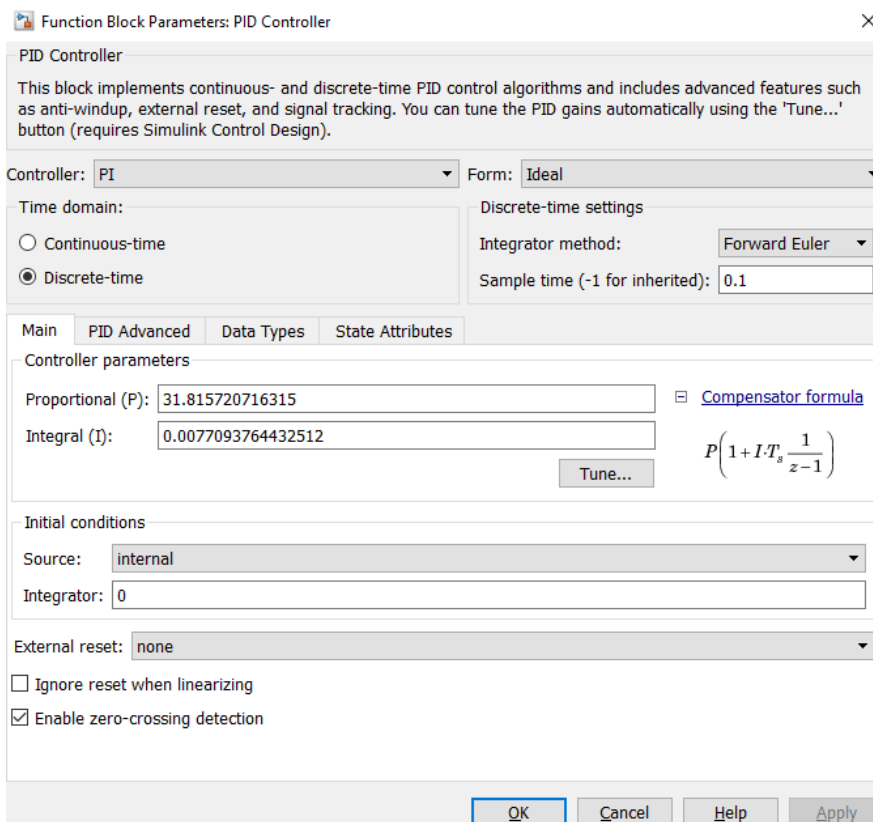 Function Block Parameters: PID Controller
PID Controller
This block implements continuous- and discrete-time PID control algorithms and includes advanced features such
as anti-windup, external reset, and signal tracking. You can tune the PID gains automatically using the 'Tune...'
button (requires Simulink Control Design).
Controller: PI Form: Ideal
Time domain:
Continuous-time
Discrete-time
Discrete-time settings
Integrator method: Forward Euler
Sample time (-1 for inherited): 0.1
Main PID Advanced Data Types State Attributes
Controller parameters
Proportional (P): 31.815720716315
Integral (I): 0.0077093764432512
Tune...
Compensator formula
P(1+I·T_s 1/(z-1))
Initial conditions
Source: internal
Integrator: 0
External reset: none
Ignore reset when linearizing
Enable zero-crossing detection
OK Cancel Help Apply